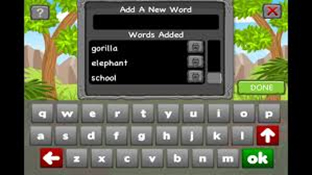 ?
Add A New Word
X
Words Added
gorilla
elephant
school
DONE
q w e r t y u i o p
a s d f g h j k l
z x c v b n m ok